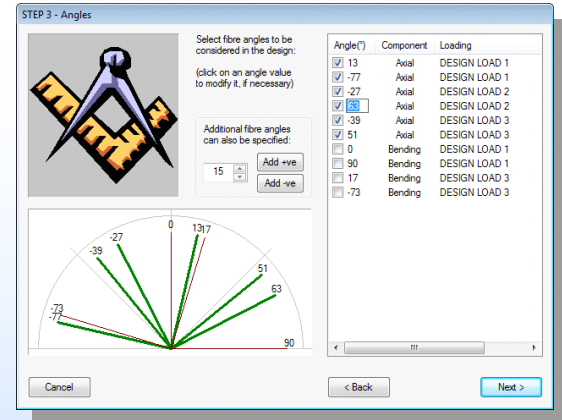 STEP 3 - Angles
Select fibre angles to be
considered in the design:
(click on an angle value
to modify it, if necessary)
Additional fibre angles
can also be specified:
15
Add +ve
Add -ve
Angle(°) Component Loading
13 Axial DESIGN LOAD 1
-77 Axial DESIGN LOAD 1
-27 Axial DESIGN LOAD 2
63 Axial DESIGN LOAD 2
-39 Axial DESIGN LOAD 3
51 Axial DESIGN LOAD 3
0 Bending DESIGN LOAD 1
90 Bending DESIGN LOAD 1
17 Bending DESIGN LOAD 3
-73 Bending DESIGN LOAD 3
0
13
17
-27
-39
51
63
-73
-77
90
Cancel
< Back
Next >